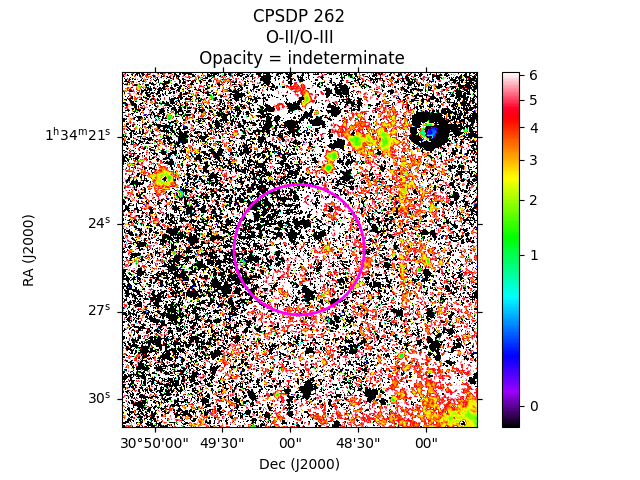 CPSDP 262
O-II/O-III
Opacity = indeterminate
1h34m21s
24s
27s
30s
RA (J2000)
30°50'00" 49'30" 00" 48'30" 00"
Dec (J2000)
6
5
4
3
2
1
0